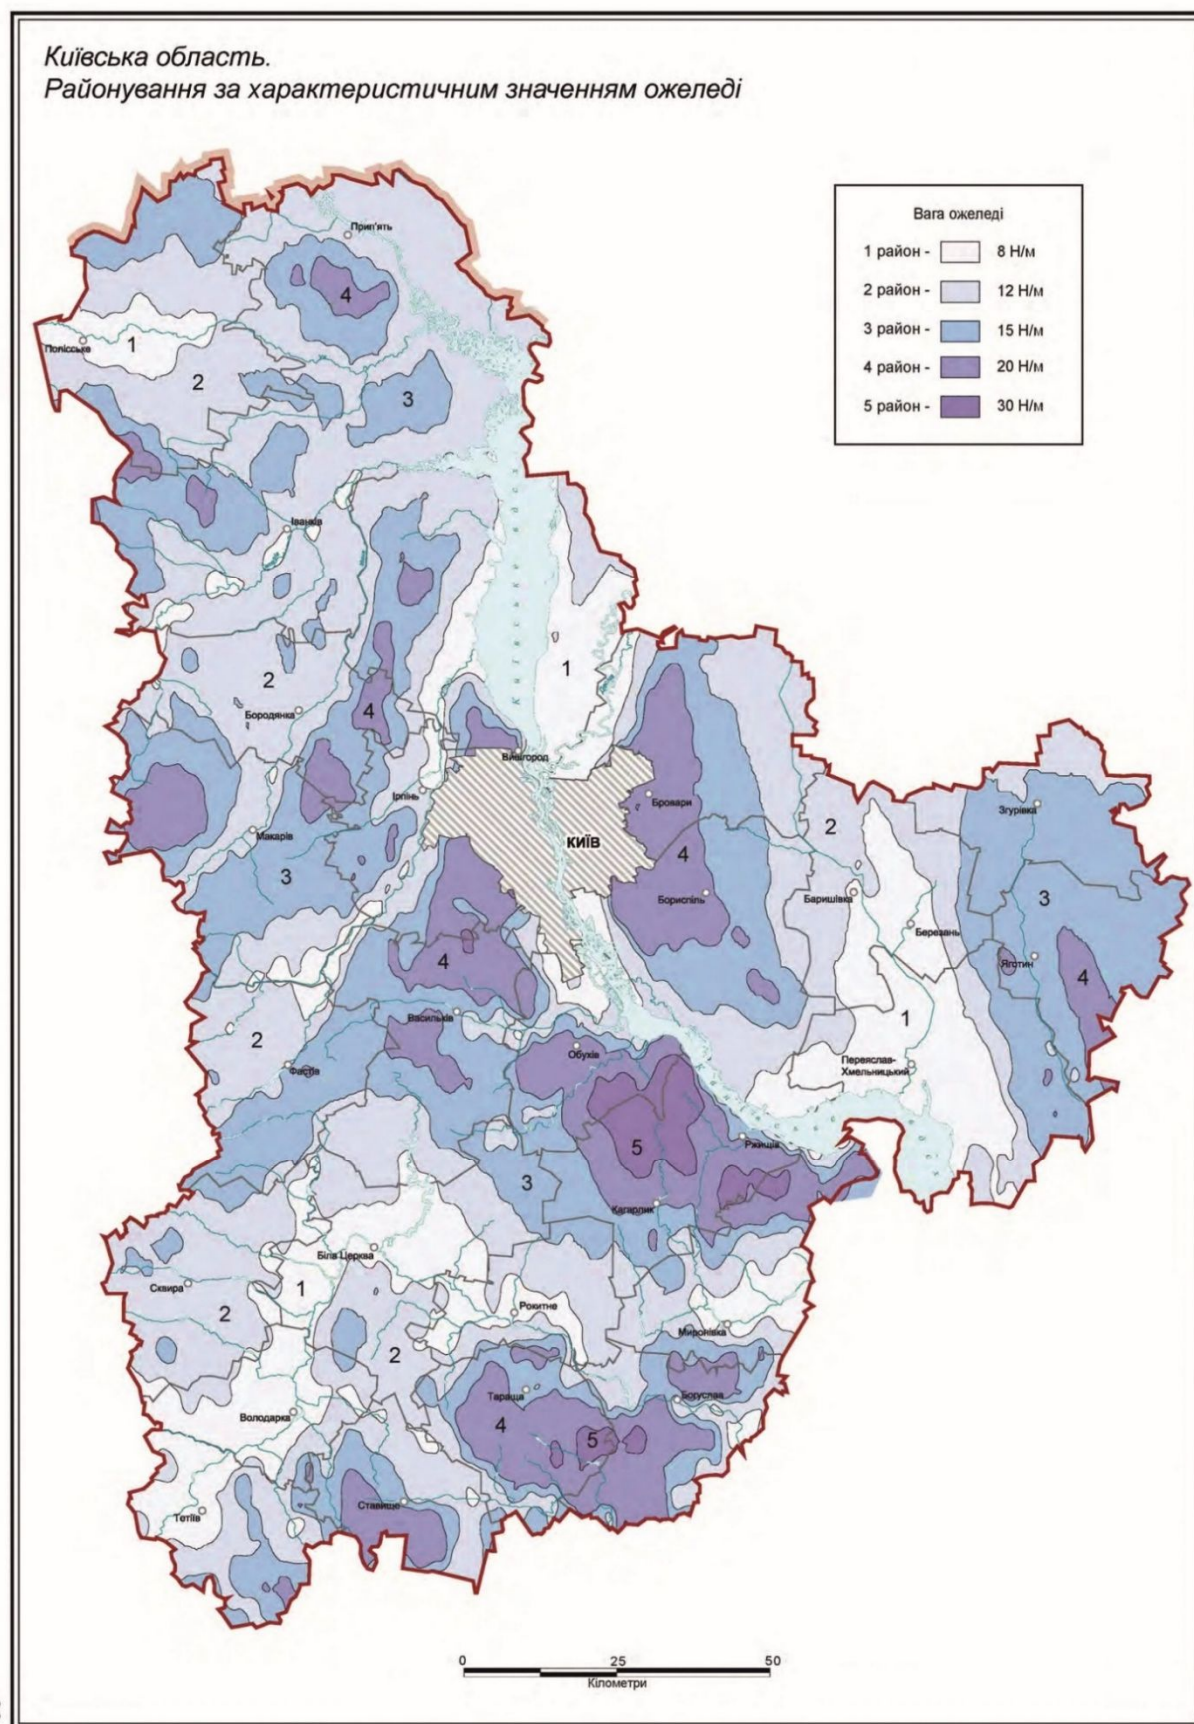 Київська область.
Районування за характеристичним значенням ожеледі
Вага ожеледі
1 район - 8 Н/м
2 район - 12 Н/м
3 район - 15 Н/м
4 район - 20 Н/м
5 район - 30 Н/м
Прип'ять
4
Поліське
1
2
3
Іванків
Київське вдсх
1
2
Бородянка
4
Вишгород
Ірпінь
Бровари
Згурівка
Макарів
КИЇВ
2
4
3
Бориспіль
Баришівка
3
Березань
4
Яготин
4
Васильків
1
2
Обухів
Фастів
Переяслав-
Хмельницький
5
Ржищів
3
Кагарлик
Біла Церква
Сквира
1
2
Рокитне
Миронівка
2
Тараща
Богуслав
Володарка
4
5
Ставище
Тетіїв
0 25 50
Кілометри